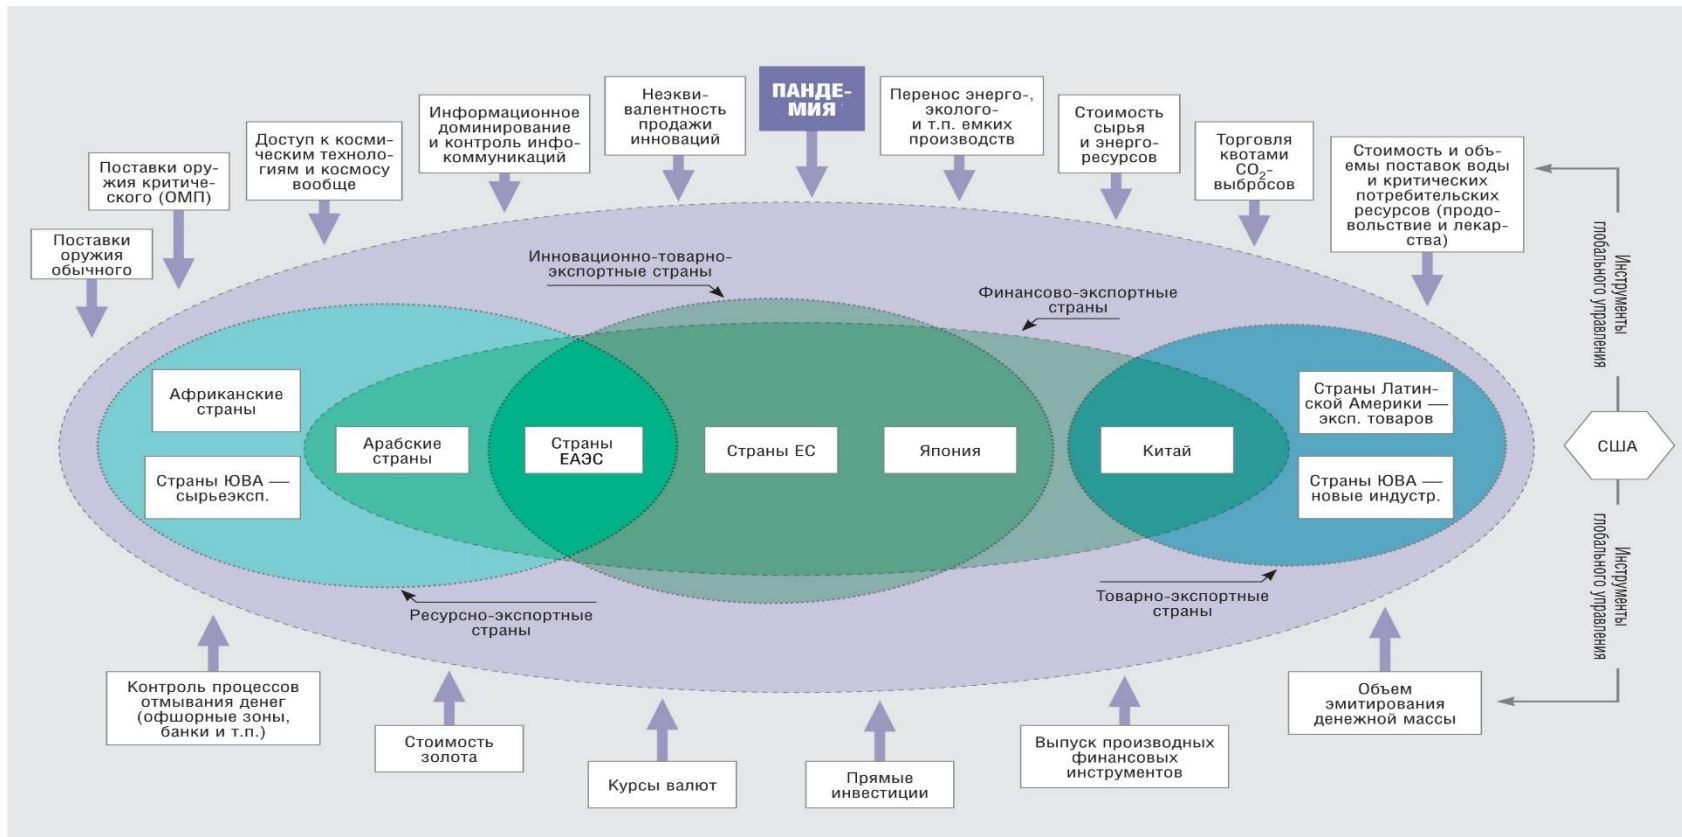 ПАНДЕ-
МИЯ
Неэкви-
валентность
продажи
инноваций
Перенос энерго-,
эколого-
и т.п. емких
производств
Информационное
доминирование
и контроль инфо-
коммуникаций
Стоимость
сырья
и энерго-
ресурсов
Доступ к косми-
ческим техноло-
гиям и космосу
вообще
Торговля
квотами
CO₂-
выбросов
Стоимость и объ-
емы поставок воды
и критических
потребительских
ресурсов (продо-
вольствие и лекар-
ства)
Поставки ору-
жия критиче-
ского (ОМП)
Поставки
оружия
обычного
Инструменты
глобального управления
Инновационно-товарно-
экспортные страны
Финансово-экспортные
страны
Африканские
страны
Страны ЮВА —
сырьеэксп.
Арабские
страны
Страны
ЕАЭС
Страны ЕС
Япония
Китай
Страны Латин-
ской Америки —
эксп. товаров
Страны ЮВА —
новые индустр.
США
Ресурсно-экспортные
страны
Товарно-экспортные
страны
Инструменты
глобального управления
Контроль процессов
отмывания денег
(офшорные зоны,
банки и т.п.)
Стоимость
золота
Курсы валют
Прямые
инвестиции
Выпуск производных
финансовых
инструментов
Объем
эмитирования
денежной массы